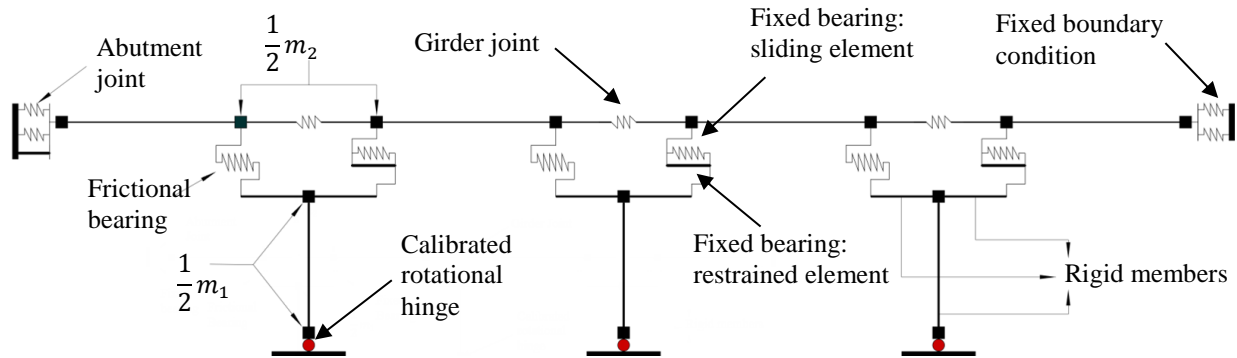 Abutment
joint
1/2 m₂
Girder joint
Fixed bearing:
sliding element
Fixed boundary
condition
Frictional
bearing
1/2 m₁
Calibrated
rotational
hinge
Fixed bearing:
restrained element
Rigid members